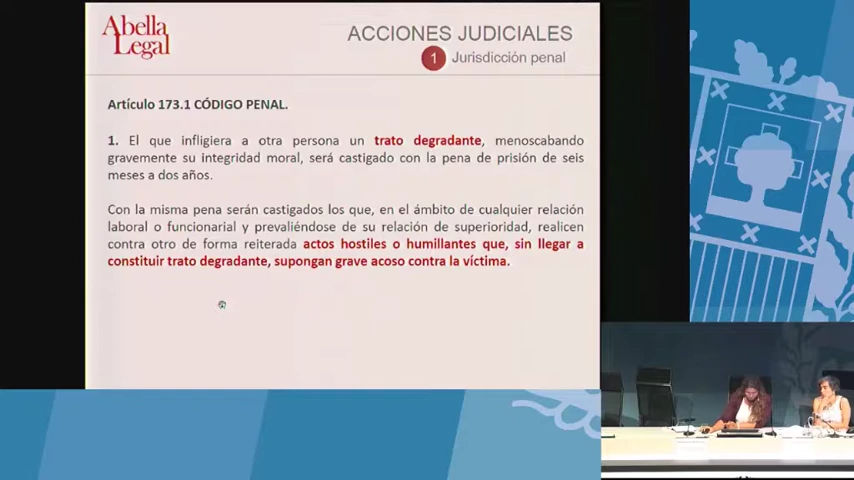 Abella
Legal
ACCIONES JUDICIALES
1 Jurisdicción penal
Artículo 173.1 CÓDIGO PENAL.
1. El que infligiera a otra persona un trato degradante, menoscabando
gravemente su integridad moral, será castigado con la pena de prisión de seis
meses a dos años.
Con la misma pena serán castigados los que, en el ámbito de cualquier relación
laboral o funcionarial y prevaliéndose de su relación de superioridad, realicen
contra otro de forma reiterada actos hostiles o humillantes que, sin llegar a
constituir trato degradante, supongan grave acoso contra la víctima.